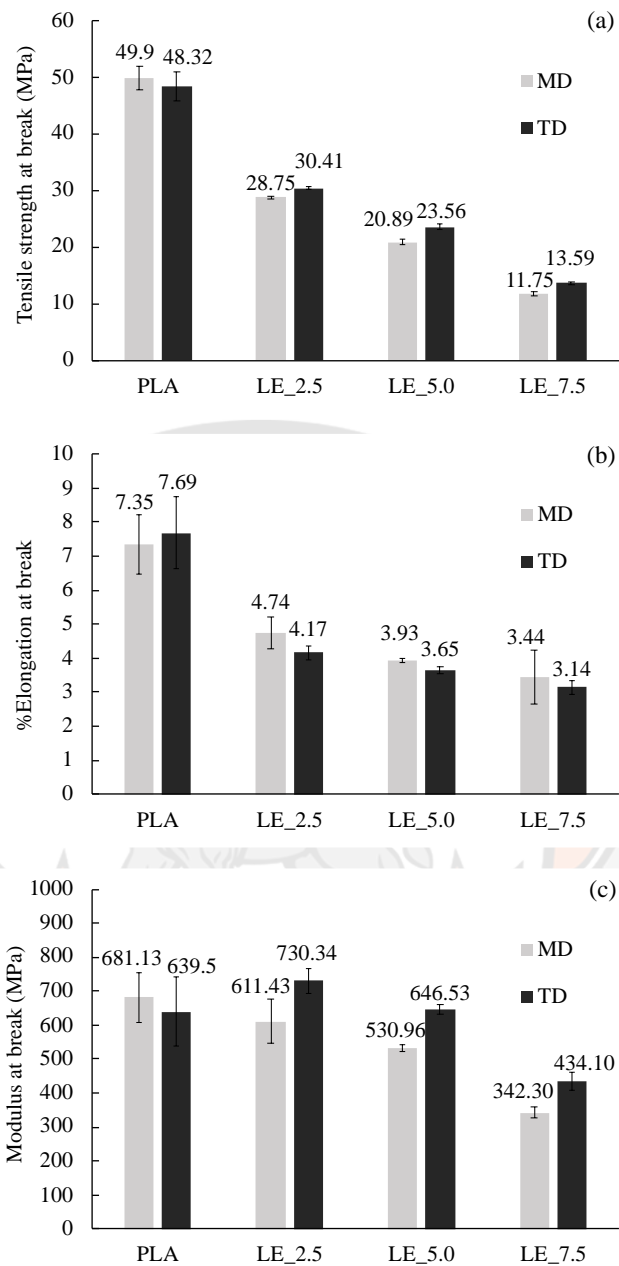 (a)
Tensile strength at break (MPa)
60
50
40
30
20
10
0
49.9 48.32
28.75 30.41
20.89 23.56
11.75 13.59
MD
TD
PLA LE_2.5 LE_5.0 LE_7.5
(b)
%Elongation at break
10
9
8
7
6
5
4
3
2
1
0
7.35 7.69
4.74 4.17
3.93 3.65
3.44 3.14
MD
TD
PLA LE_2.5 LE_5.0 LE_7.5
(c)
Modulus at break (MPa)
1000
900
800
700
600
500
400
300
200
100
0
681.13 639.5
611.43 730.34
530.96 646.53
342.30 434.10
MD
TD
PLA LE_2.5 LE_5.0 LE_7.5